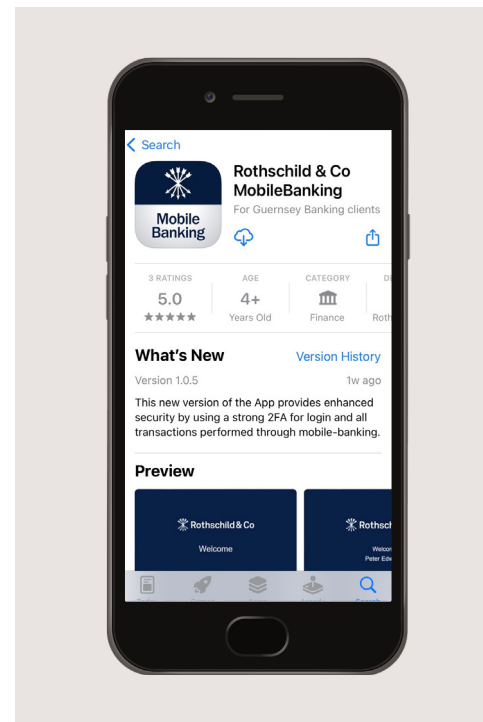 Search
Rothschild & Co
MobileBanking
For Guernsey Banking clients
Mobile
Banking
3 RATINGS
AGE
CATEGORY
5.0
4+
Years Old
Finance
What's New
Version History
Version 1.0.5
1w ago
This new version of the App provides enhanced
security by using a strong 2FA for login and all
transactions performed through mobile-banking.
Preview
Rothschild & Co
Welcome